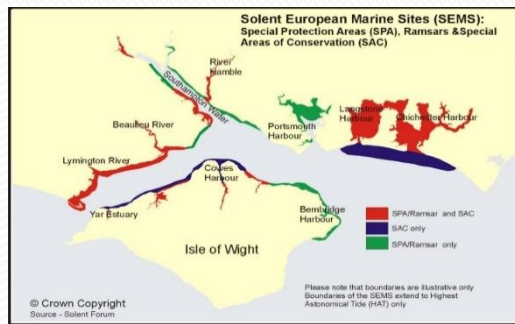 Solent European Marine Sites (SEMS):
Special Protection Areas (SPA), Ramsars &Special
Areas of Conservation (SAC)
River
Hamble
Southampton Water
Beaulieu River
Portsmouth
Harbour
Langstone
Harbour
Chichester Harbour
Lymington River
Cowes
Harbour
Yar Estuary
Bembridge
Harbour
Isle of Wight
SPA/Ramsar and SAC
SAC only
SPA/Ramsar only
Please note that boundaries are illustrative only
Boundaries of the SEMS extend to Highest
Astonomical Tide (HAT) only
© Crown Copyright
Source - Solent Forum